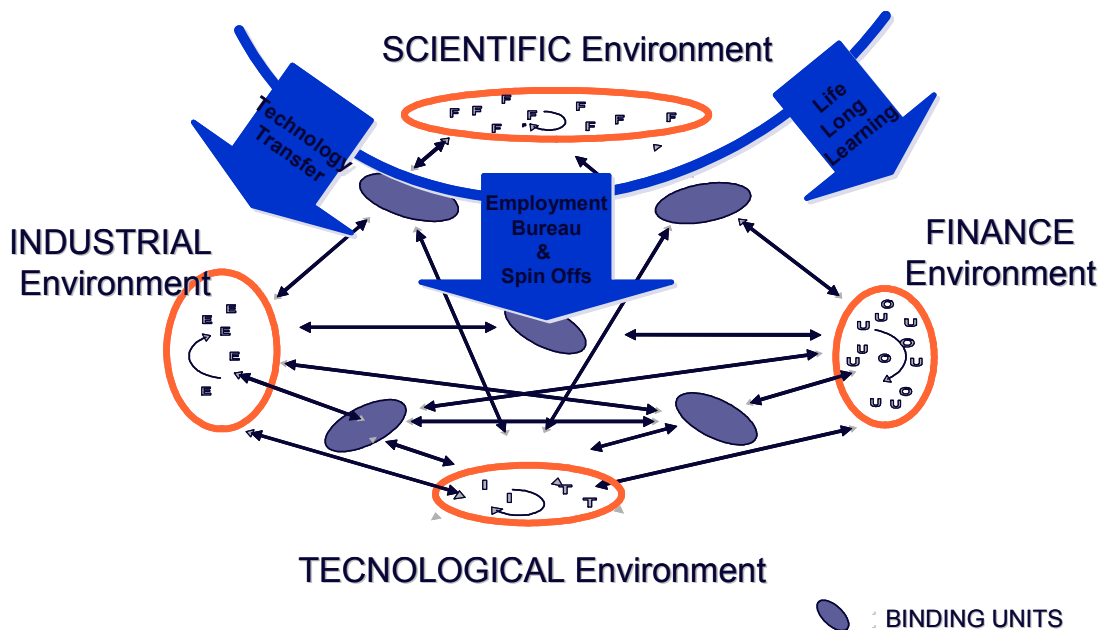 SCIENTIFIC Environment
F F F F F F F F F
Technology
Transfer
Life
Long
Learning
Employment
Bureau
&
Spin Offs
INDUSTRIAL
Environment
E
E
E
E
E
FINANCE
Environment
O
U U U
O
U
U O U
O
U U
I I T T
TECNOLOGICAL Environment
BINDING UNITS